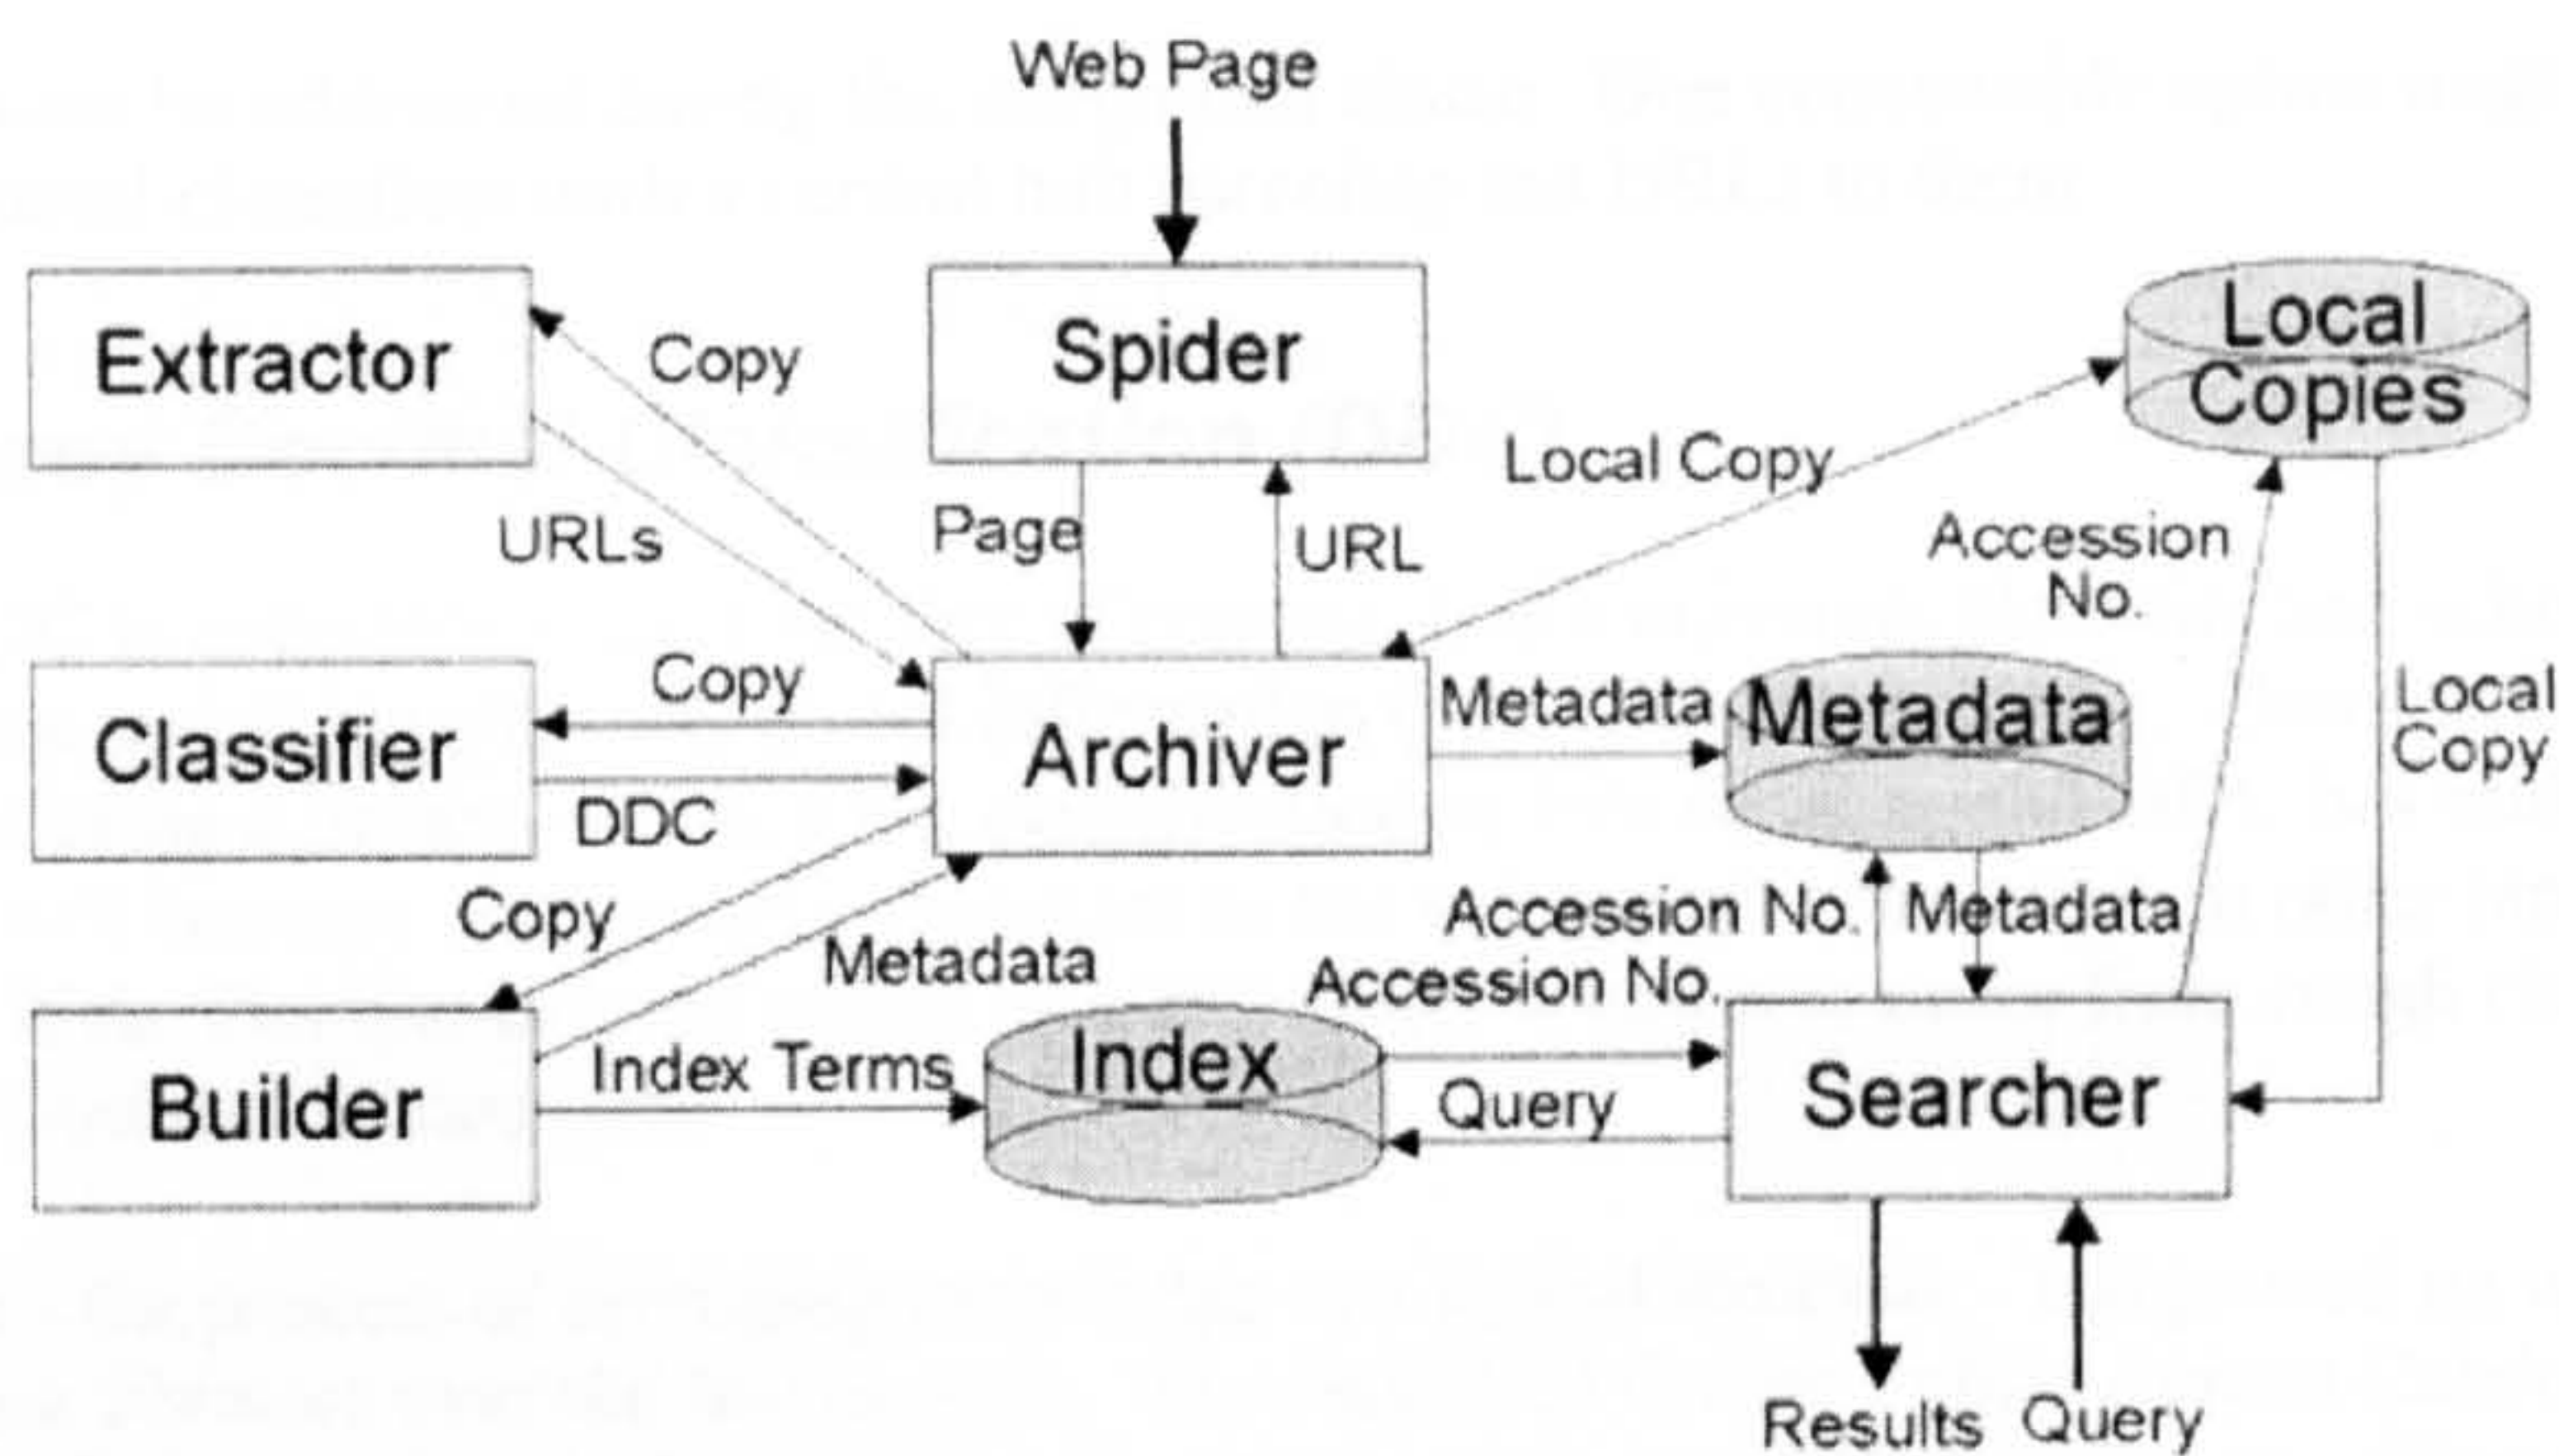 Web Page
Extractor
Copy
Spider
Local
Copies
URLs
Page
URL
Local Copy
Accession
No.
Classifier
Copy
DDC
Archiver
Metadata
Metadata
Local
Copy
Copy
Metadata
Accession No.
Metadata
Accession No.
Builder
Index Terms
Index
Query
Searcher
Results
Query